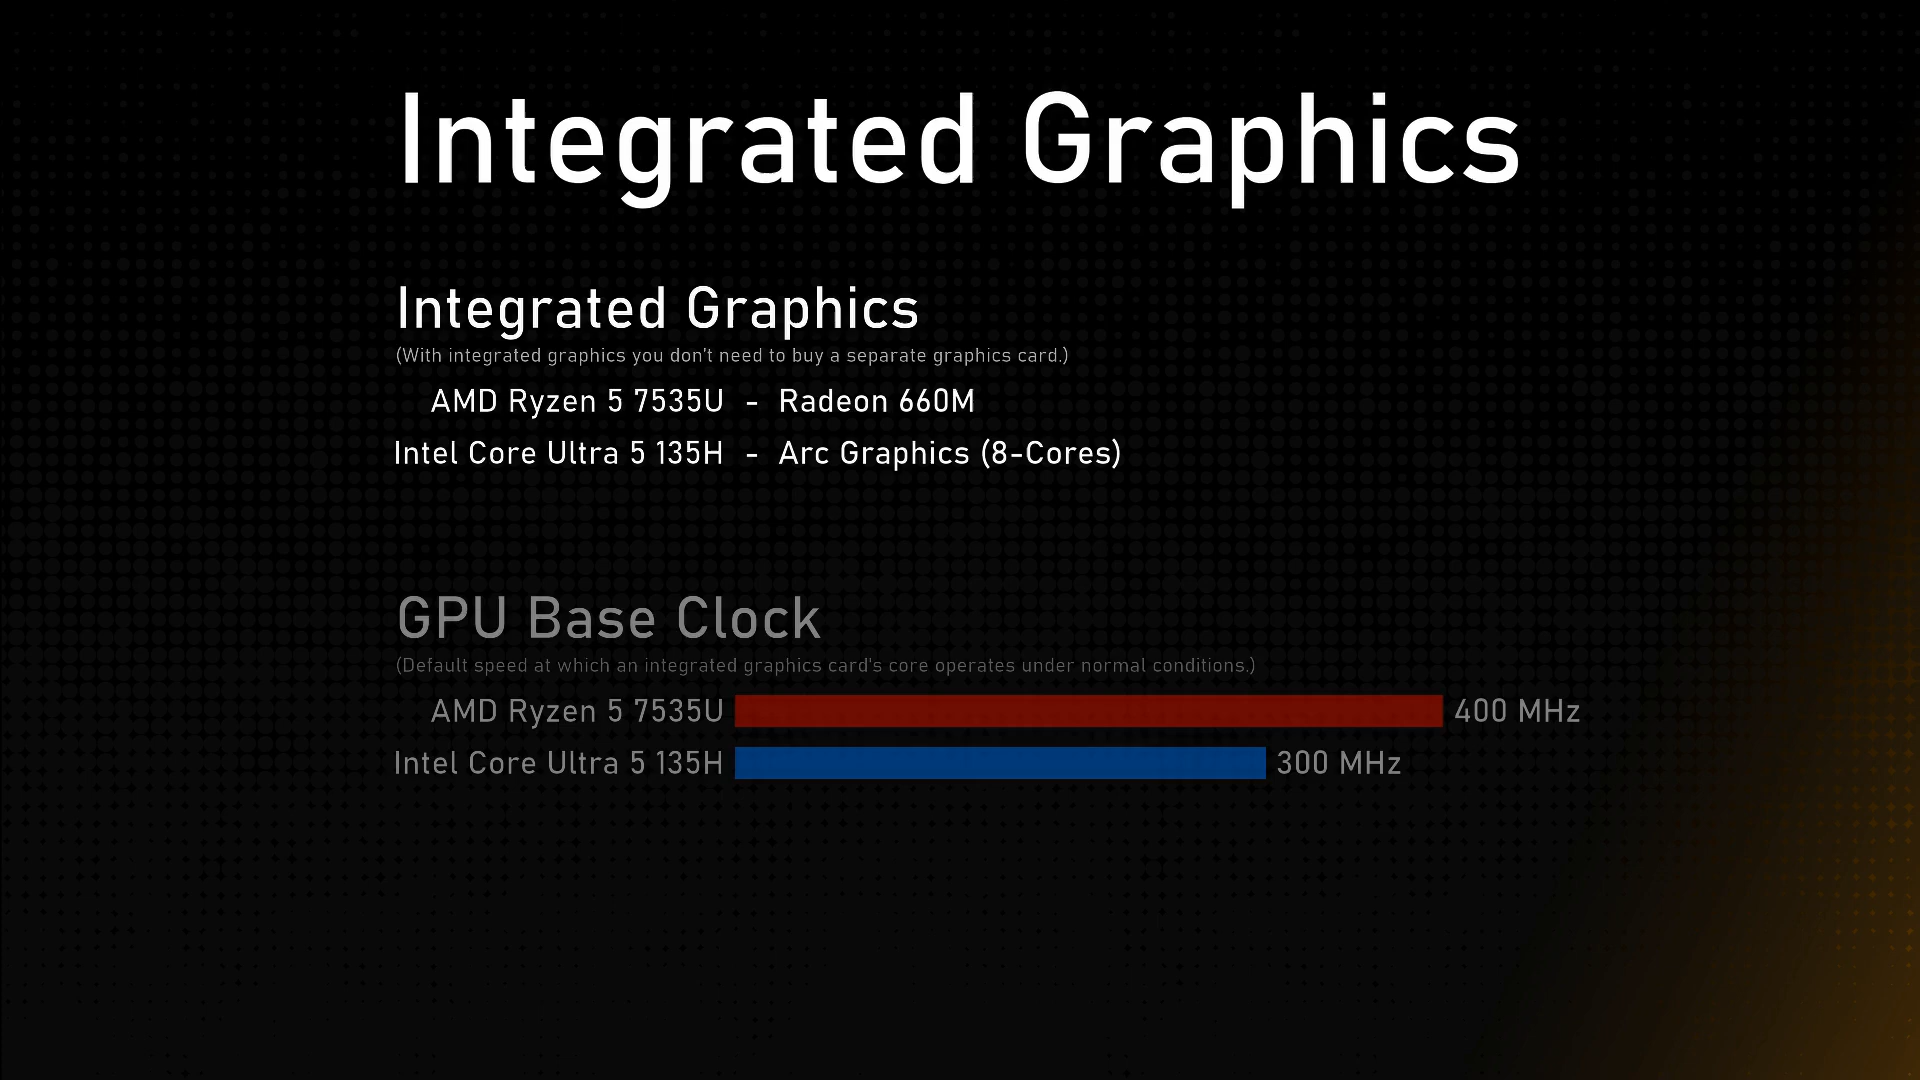 Integrated Graphics
Integrated Graphics
(With integrated graphics you don't need to buy a separate graphics card.)
AMD Ryzen 5 7535U - Radeon 660M
Intel Core Ultra 5 135H - Arc Graphics (8-Cores)
GPU Base Clock
(Default speed at which an integrated graphics card's core operates under normal conditions.)
AMD Ryzen 5 7535U 400 MHz
Intel Core Ultra 5 135H 300 MHz